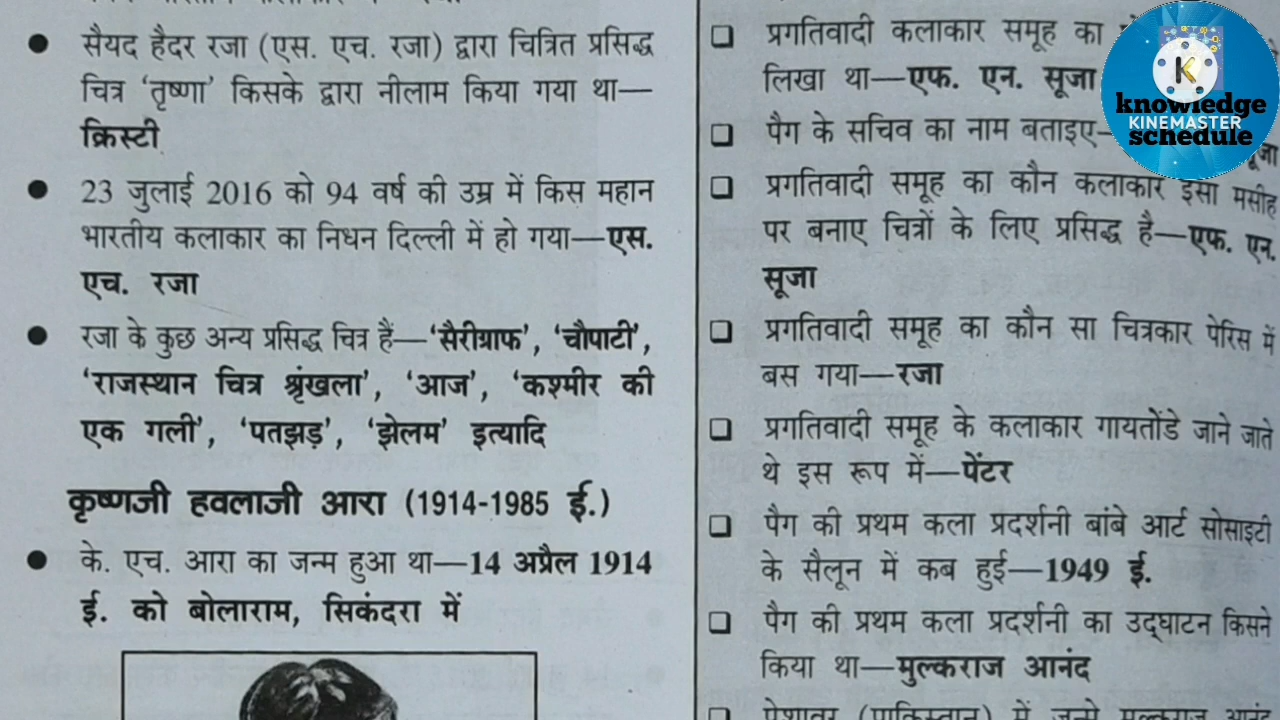 सैयद हैदर रजा (एस. एच. रजा) द्वारा चित्रित प्रसिद्ध
चित्र ‘तृष्णा’ किसके द्वारा नीलाम किया गया था—
क्रिस्टी
23 जुलाई 2016 को 94 वर्ष की उम्र में किस महान
भारतीय कलाकार का निधन दिल्ली में हो गया—एस.
एच. रजा
रजा के कुछ अन्य प्रसिद्ध चित्र हैं—‘सैरीग्राफ’, ‘चौपाटी’,
‘राजस्थान चित्र श्रृंखला’, ‘आज’, ‘कश्मीर की
एक गली’, ‘पतझड़’, ‘झेलम’ इत्यादि
कृष्णजी हवलाजी आरा (1914-1985 ई.)
के. एच. आरा का जन्म हुआ था—14 अप्रैल 1914
ई. को बोलाराम, सिकंदरा में
प्रगतिवादी कलाकार समूह का
लिखा था—एफ. एन. सूजा
पैग के सचिव का नाम बताइए—
सूजा
प्रगतिवादी समूह का कौन कलाकार ईसा मसीह
पर बनाए चित्रों के लिए प्रसिद्ध है—एफ. एन.
सूजा
प्रगतिवादी समूह का कौन सा चित्रकार पेरिस में
बस गया—रजा
प्रगतिवादी समूह के कलाकार गायतोंडे जाने जाते
थे इस रूप में—पेंटर
पैग की प्रथम कला प्रदर्शनी बांबे आर्ट सोसाइटी
के सैलून में कब हुई—1949 ई.
पैग की प्रथम कला प्रदर्शनी का उद्घाटन किसने
किया था—मुल्कराज आनंद
पेशावर (पाकिस्तान) में जन्मे मुल्कराज आनंद
K
knowledge
KINEMASTER
schedule